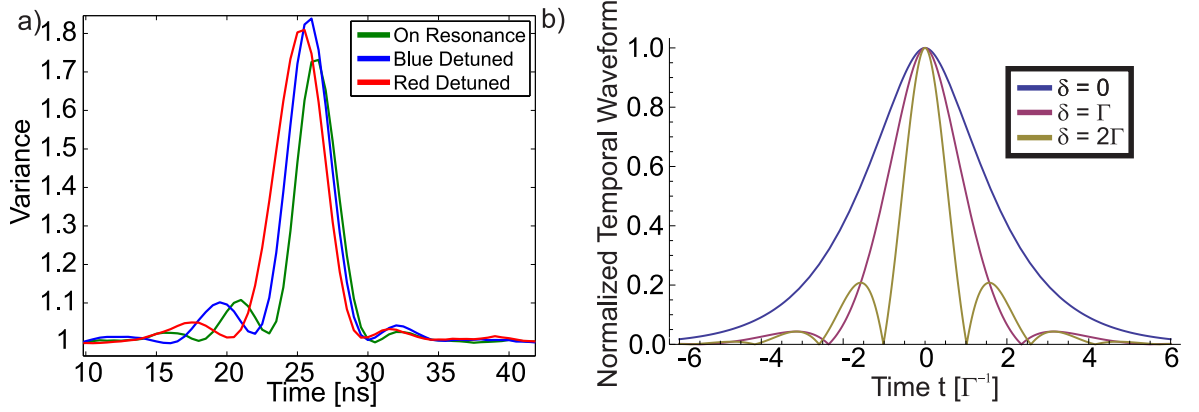 a)
Variance
1.8
1.7
1.6
1.5
1.4
1.3
1.2
1.1
1
10
15
20
25
30
35
40
Time [ns]
On Resonance
Blue Detuned
Red Detuned
b)
Normalized Temporal Waveform
1.0
0.8
0.6
0.4
0.2
0.0
-6
-4
-2
0
2
4
6
Time t [Γ⁻¹]
δ = 0
δ = Γ
δ = 2Γ